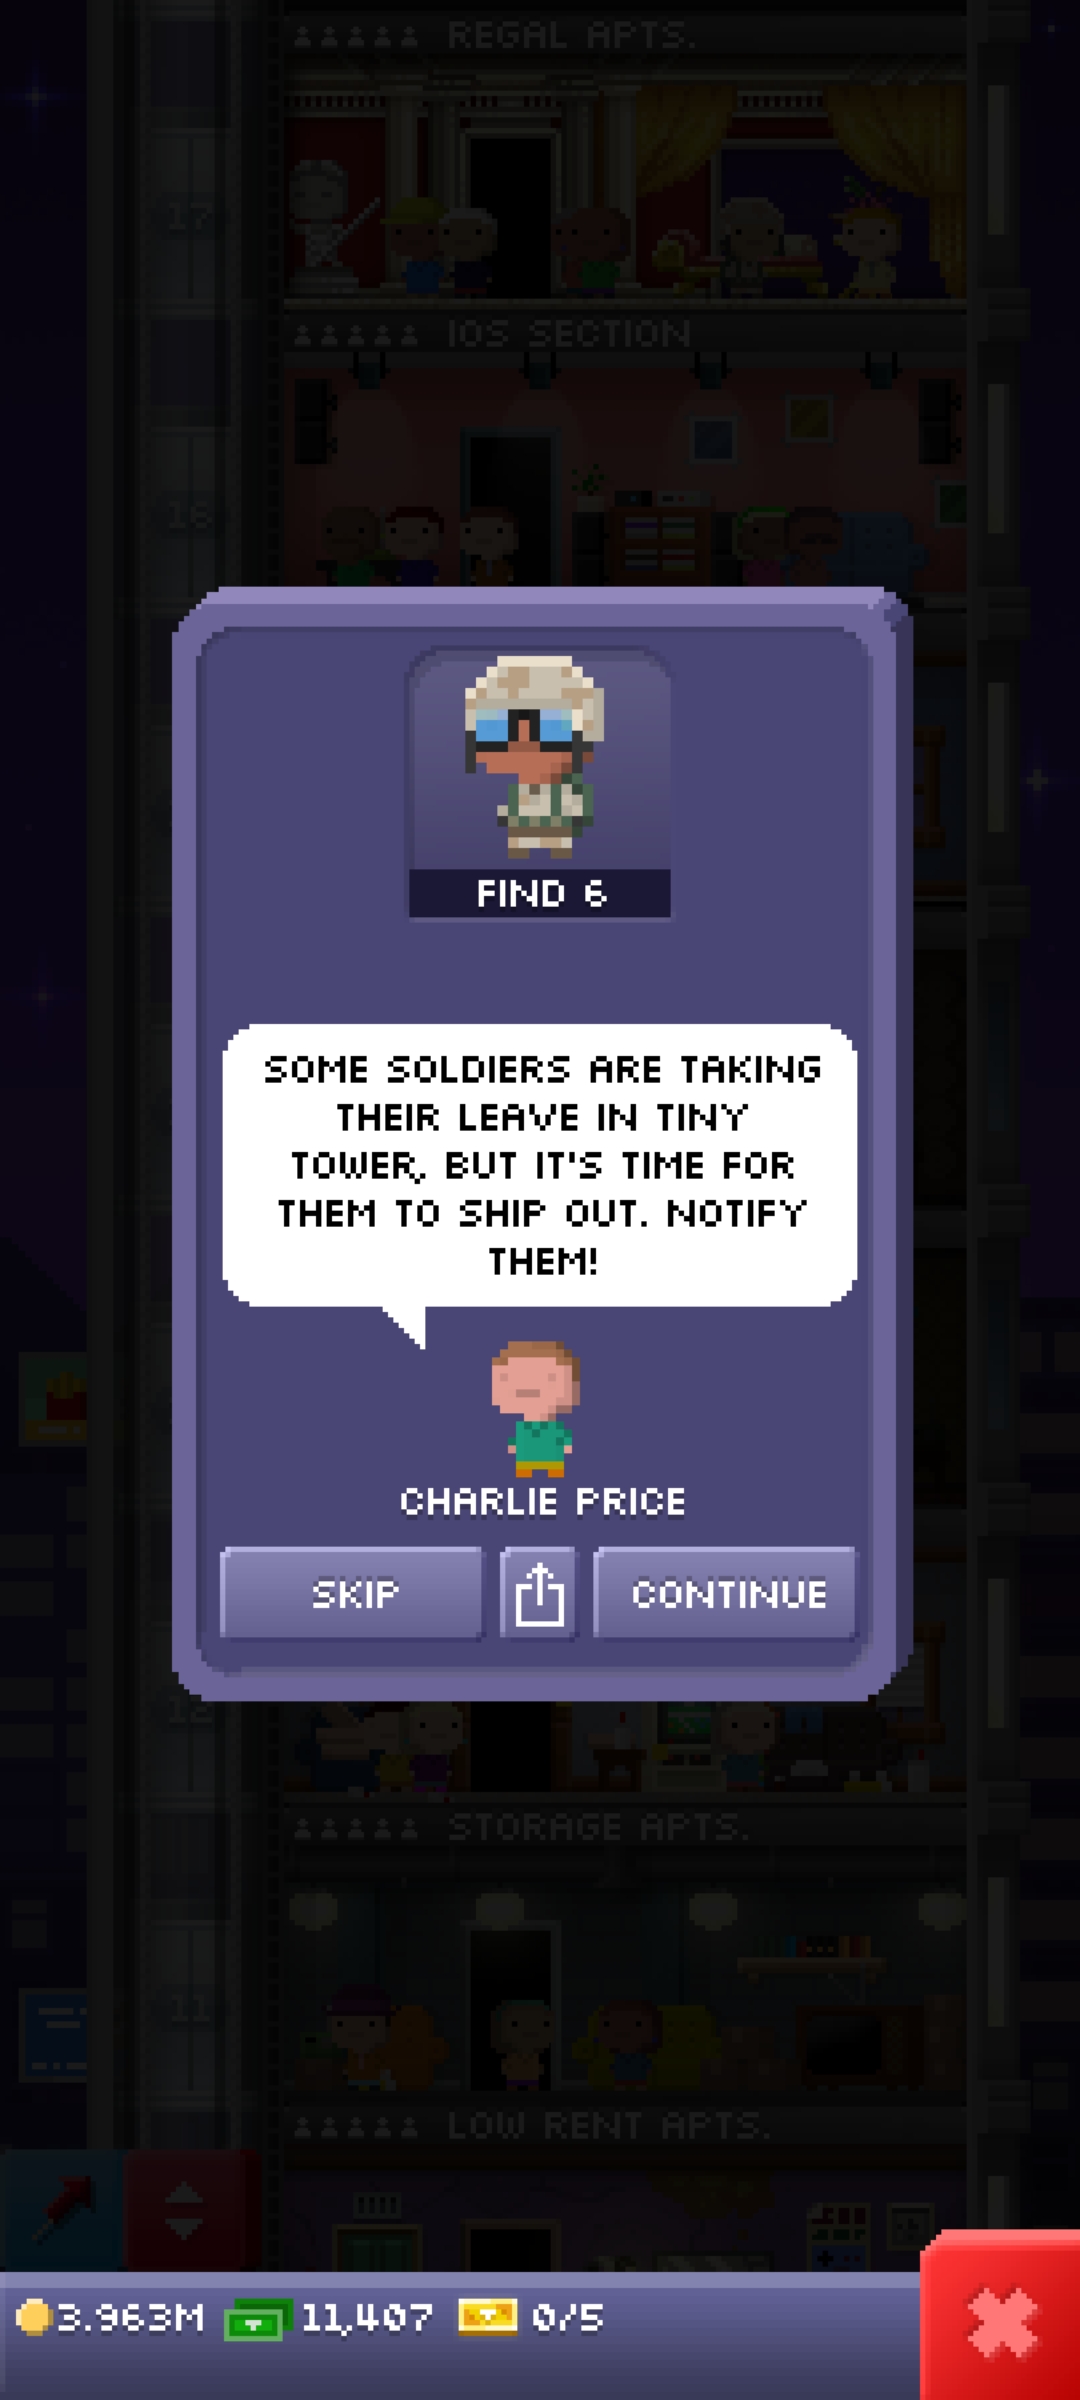 REGAL APTS.
17
IOS SECTION
16
FIND 6
SOME SOLDIERS ARE TAKING
THEIR LEAVE IN TINY
TOWER, BUT IT'S TIME FOR
THEM TO SHIP OUT. NOTIFY
THEM!
CHARLIE PRICE
SKIP
CONTINUE
12
STORAGE APTS.
11
LOW RENT APTS.
3.963M
11,407
0/5